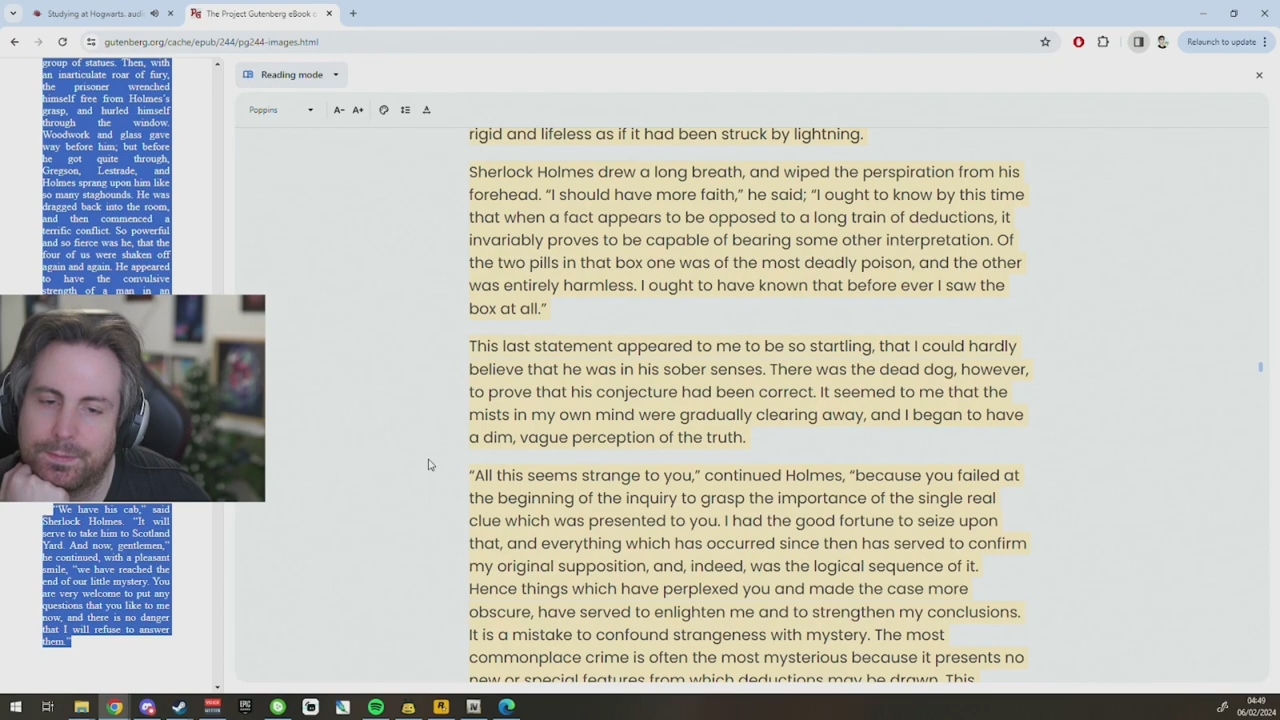 Studying at Hogwarts. audi
The Project Gutenberg eBook o
gutenberg.org/cache/epub/244/pg244-images.html
Relaunch to update
group of statues. Then, with
an inarticulate roar of fury,
the prisoner wrenched
himself free from Holmes's
grasp, and hurled himself
through the window.
Woodwork and glass gave
way before him; but before
he got quite through,
Gregson, Lestrade, and
Holmes sprang upon him like
so many staghounds. He was
dragged back into the room,
and then commenced a
terrific conflict. So powerful
and so fierce was he, that the
four of us were shaken off
again and again. He appeared
to have the convulsive
strength of a man in an
“We have his cab,” said
Sherlock Holmes. “It will
serve to take him to Scotland
Yard. And now, gentlemen,”
he continued, with a pleasant
smile, “we have reached the
end of our little mystery. You
are very welcome to put any
questions that you like to me
now, and there is no danger
that I will refuse to answer
them.”
Reading mode
Poppins
A- A+
rigid and lifeless as if it had been struck by lightning.
Sherlock Holmes drew a long breath, and wiped the perspiration from his
forehead. “I should have more faith,” he said; “I ought to know by this time
that when a fact appears to be opposed to a long train of deductions, it
invariably proves to be capable of bearing some other interpretation. Of
the two pills in that box one was of the most deadly poison, and the other
was entirely harmless. I ought to have known that before ever I saw the
box at all.”
This last statement appeared to me to be so startling, that I could hardly
believe that he was in his sober senses. There was the dead dog, however,
to prove that his conjecture had been correct. It seemed to me that the
mists in my own mind were gradually clearing away, and I began to have
a dim, vague perception of the truth.
“All this seems strange to you,” continued Holmes, “because you failed at
the beginning of the inquiry to grasp the importance of the single real
clue which was presented to you. I had the good fortune to seize upon
that, and everything which has occurred since then has served to confirm
my original supposition, and, indeed, was the logical sequence of it.
Hence things which have perplexed you and made the case more
obscure, have served to enlighten me and to strengthen my conclusions.
It is a mistake to confound strangeness with mystery. The most
commonplace crime is often the most mysterious because it presents no
new or special features from which deductions may be drawn. This
04:49
06/02/2024